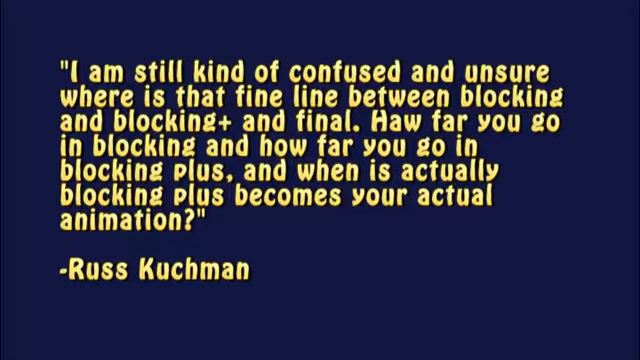 "I am still kind of confused and unsure
where is that fine line between blocking
and blocking+ and final. Haw far you go
in blocking and how far you go in
blocking plus, and when is actually
blocking plus becomes your actual
animation?"
-Russ Kuchman